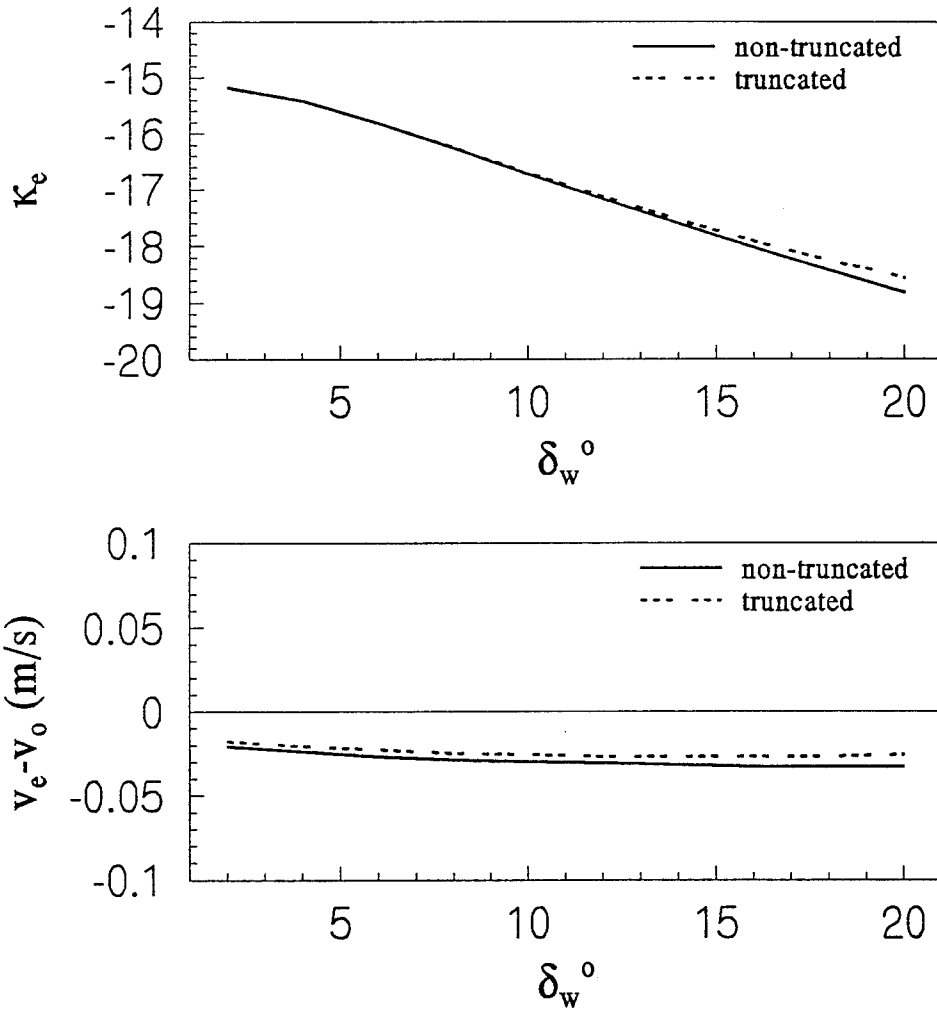 -14
-15
-16
-17
-18
-19
-20
κe
non-truncated
truncated
5
10
15
20
δw°
0.1
0.05
0
-0.05
-0.1
ve-vo (m/s)
non-truncated
truncated
5
10
15
20
δw°